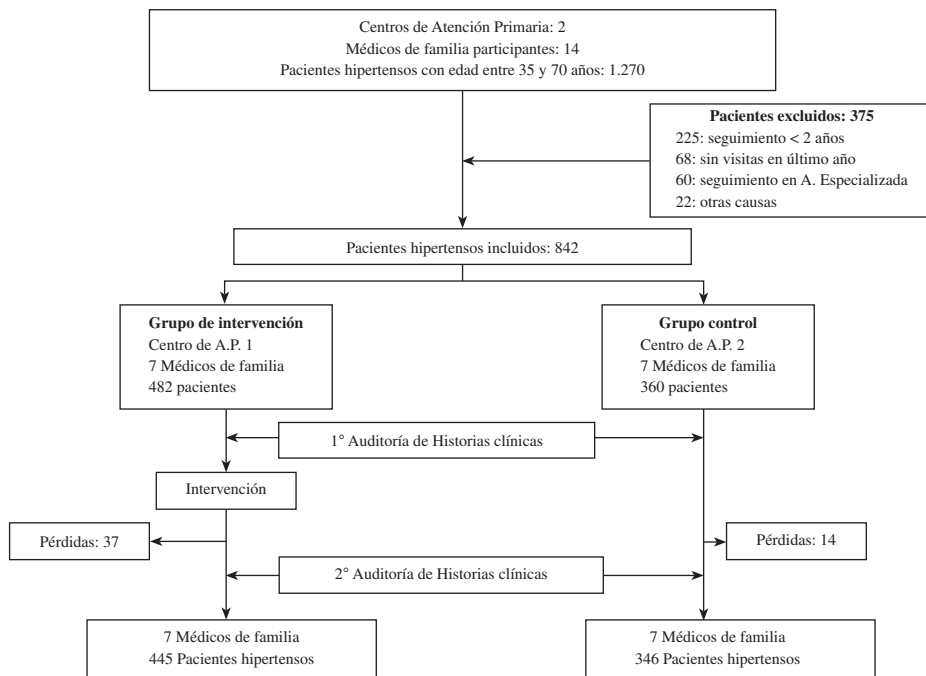 Centros de Atención Primaria: 2
Médicos de familia participantes: 14
Pacientes hipertensos con edad entre 35 y 70 años: 1.270
Pacientes excluidos: 375
225: seguimiento < 2 años
68: sin visitas en último año
60: seguimiento en A. Especializada
22: otras causas
Pacientes hipertensos incluidos: 842
Grupo de intervención
Centro de A.P. 1
7 Médicos de familia
482 pacientes
Grupo control
Centro de A.P. 2
7 Médicos de familia
360 pacientes
1° Auditoría de Historias clínicas
Intervención
Pérdidas: 37
Pérdidas: 14
2° Auditoría de Historias clínicas
7 Médicos de familia
445 Pacientes hipertensos
7 Médicos de familia
346 Pacientes hipertensos